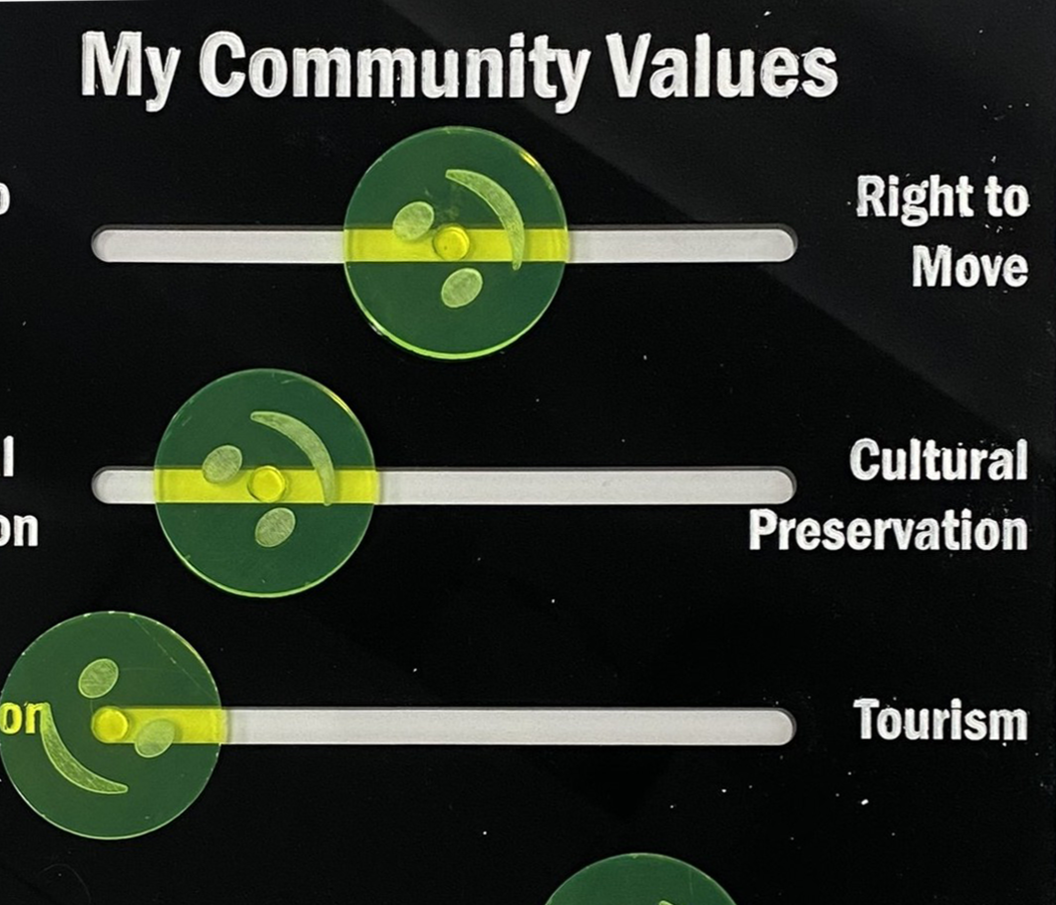 My Community Values
Right to
Move
Cultural
Preservation
Tourism